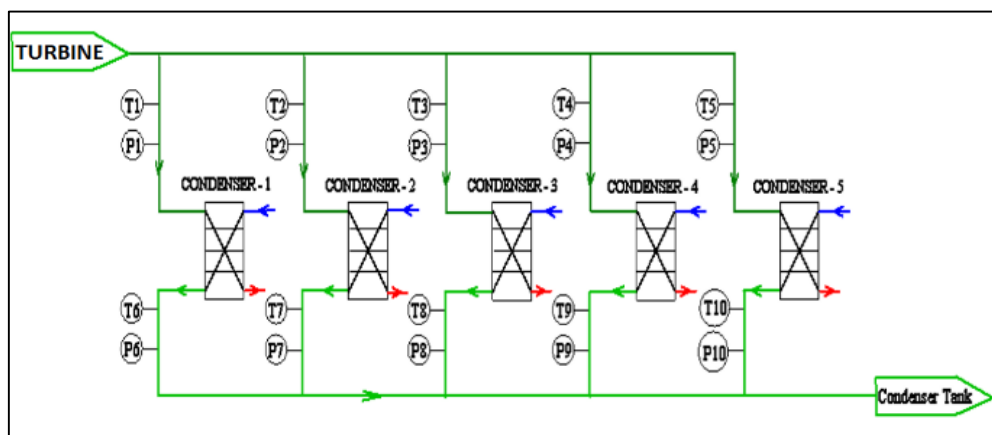 TURBINE
T1 T2 T3 T4 T5
P1 P2 P3 P4 P5
CONDENSER - 1 CONDENSER - 2 CONDENSER - 3 CONDENSER - 4 CONDENSER - 5
T6 T7 T8 T9 T10
P6 P7 P8 P9 P10
Condenser Tank